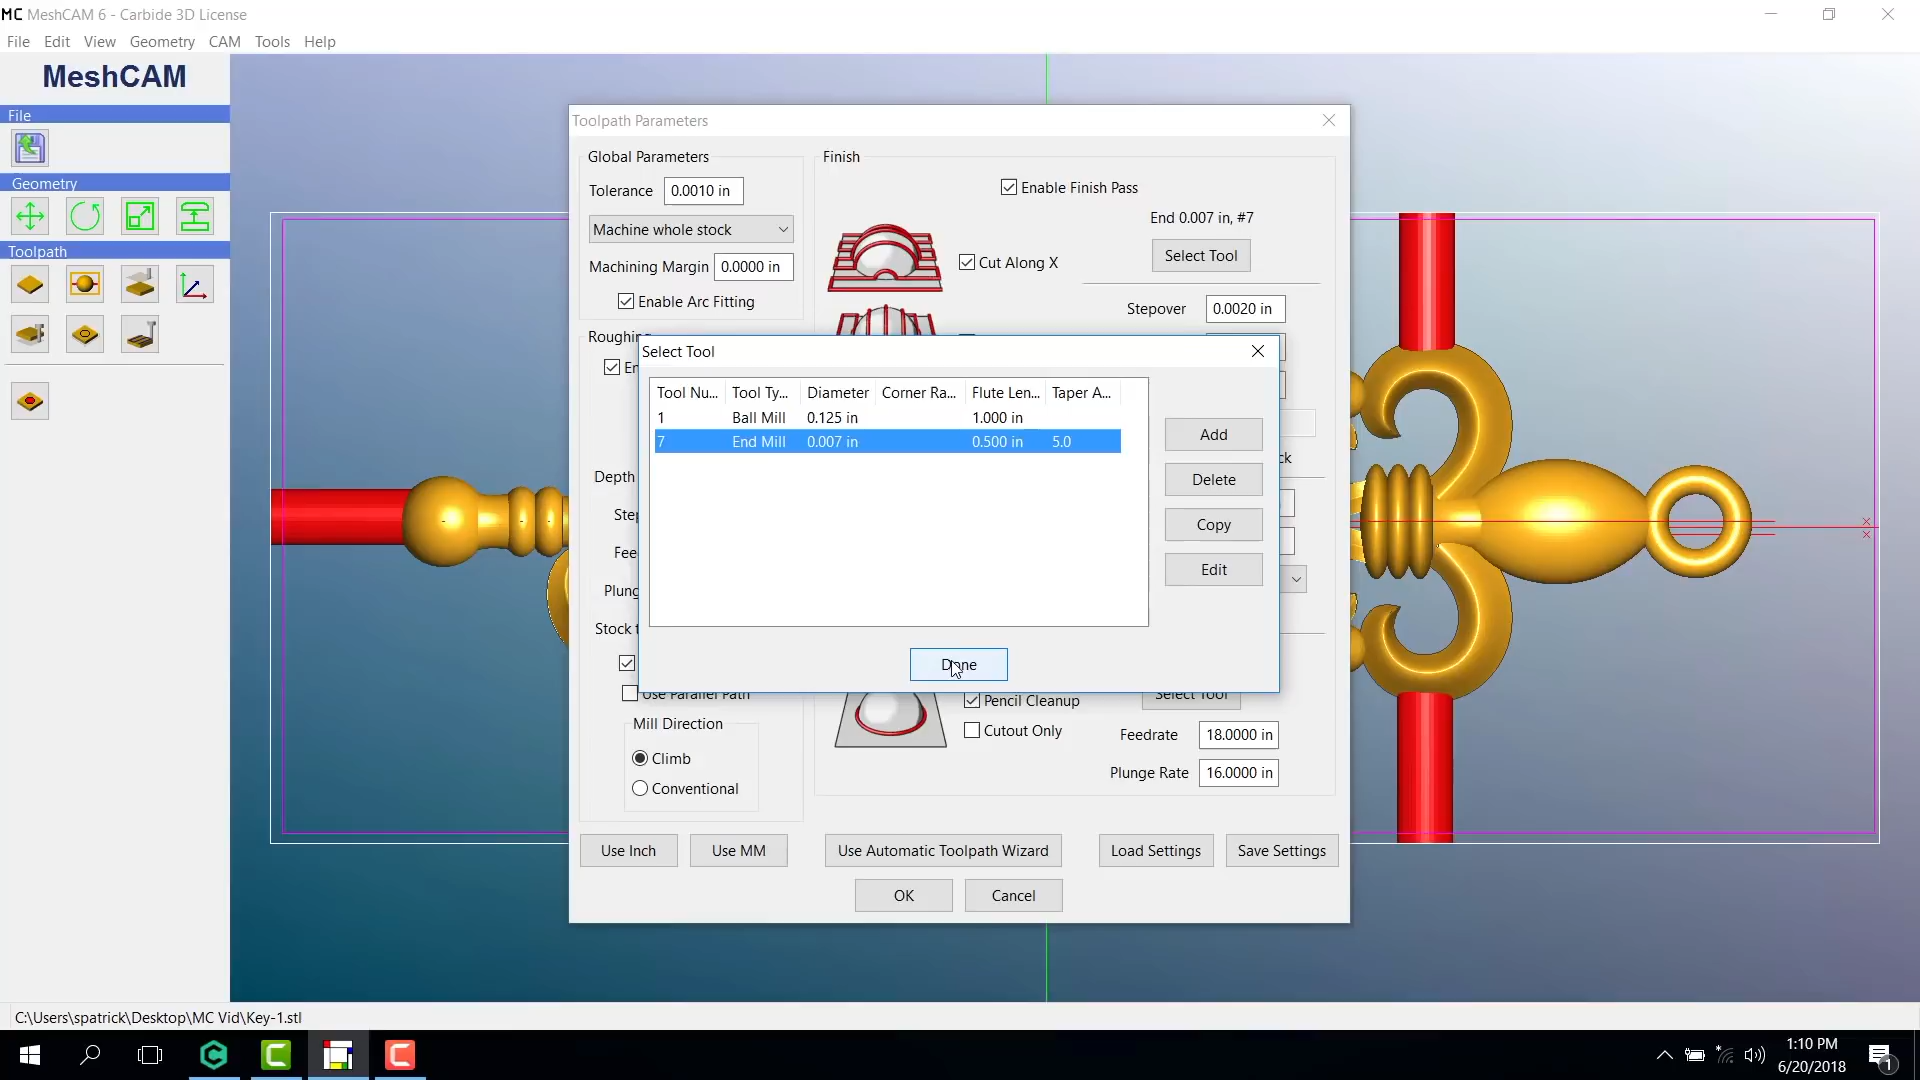 MC MeshCAM 6 - Carbide 3D License
File Edit View Geometry CAM Tools Help
MeshCAM
File
Geometry
Toolpath
Toolpath Parameters
Global Parameters
Tolerance 0.0010 in
Machine whole stock
Machining Margin 0.0000 in
Enable Arc Fitting
Finish
Enable Finish Pass
End 0.007 in, #7
Cut Along X
Select Tool
Stepover 0.0020 in
Select Tool
Tool Nu... Tool Ty... Diameter Corner Ra... Flute Len... Taper A...
1 Ball Mill 0.125 in 1.000 in
7 End Mill 0.007 in 0.500 in 5.0
Add
Delete
Copy
Edit
Done
Depth
Stock t
Use Parallel Path
Mill Direction
Climb
Conventional
Pencil Cleanup
Select Tool
Cutout Only
Feedrate 18.0000 in
Plunge Rate 16.0000 in
Use Inch Use MM Use Automatic Toolpath Wizard Load Settings Save Settings
OK Cancel
C:\Users\spatrick\Desktop\MC Vid\Key-1.stl
1:10 PM
6/20/2018
1